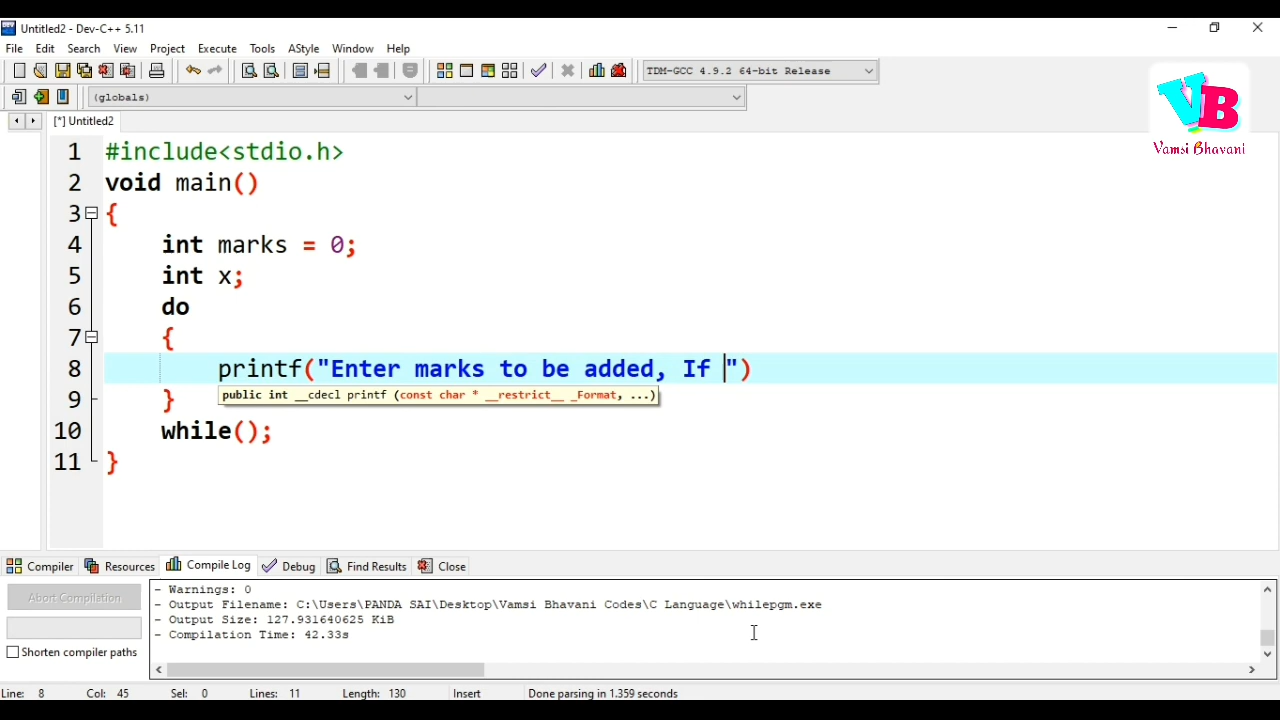 Untitled2 - Dev-C++ 5.11
File Edit Search View Project Execute Tools AStyle Window Help
TDM-GCC 4.9.2 64-bit Release
(globals)
[*] Untitled2
VB
Vamsi Bhavani
1 #include<stdio.h>
2 void main()
3 {
4 int marks = 0;
5 int x;
6 do
7 {
8 printf("Enter marks to be added, If ")
public int __cdecl printf (const char * __restrict__ _Format, ...)
9 }
10 while();
11 }
Compiler Resources Compile Log Debug Find Results Close
Abort Compilation
Shorten compiler paths
- Warnings: 0
- Output Filename: C:\Users\PANDA SAI\Desktop\Vamsi Bhavani Codes\C Language\whilepgm.exe
- Output Size: 127.931640625 KiB
- Compilation Time: 42.33s
Line: 8 Col: 45 Sel: 0 Lines: 11 Length: 130 Insert Done parsing in 1.359 seconds